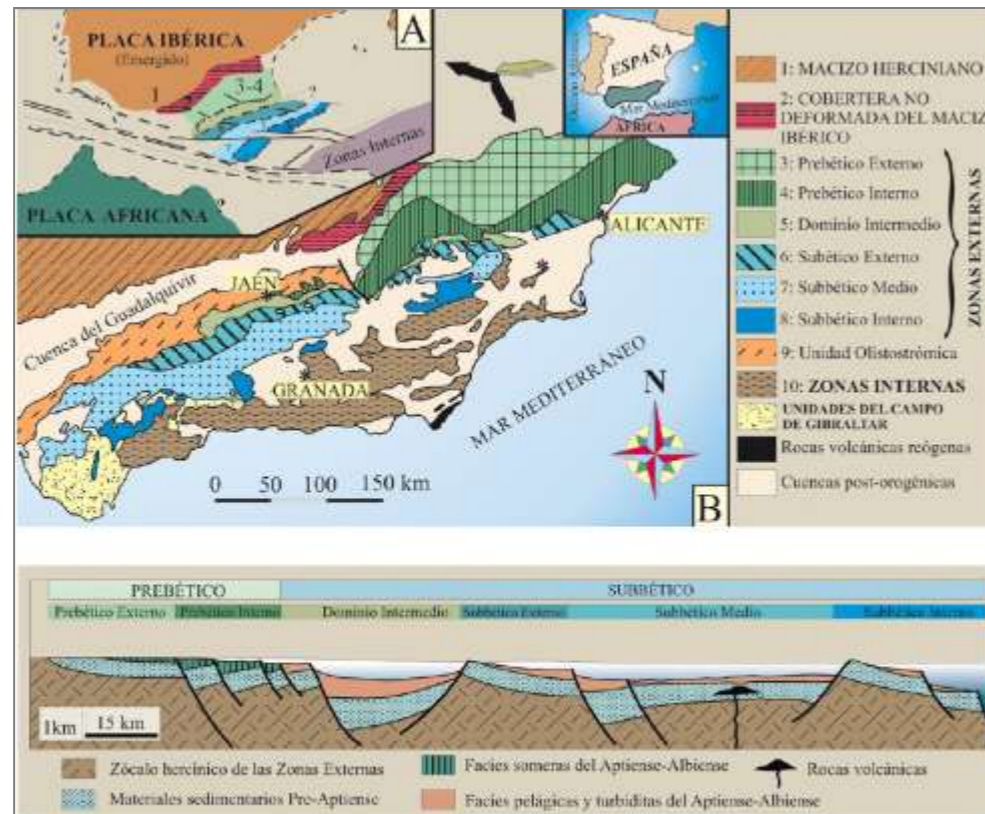 PLACA IBÉRICA
(Emergido)
A
1
2
3-4
?
Zonas Internas
PLACA AFRICANA
?
ESPAÑA
Mar Mediterráneo
ÁFRICA
ALICANTE
JAÉN
Cuenca del Guadalquivir
GRANADA
MAR MEDITERRÁNEO
N
0 50 100 150 km
B
1: MACIZO HERCINIANO
2: COBERTERA NO
DEFORMADA DEL MACIZ
IBÉRICO
3: Prebético Externo
4: Prebético Interno
5: Dominio Intermedio
6: Subético Externo
7: Subbético Medio
8: Subbético Interno
ZONAS EXTERNAS
9: Unidad Olistostrómica
10: ZONAS INTERNAS
UNIDADES DEL CAMPO
DE GIBRALTAR
Rocas volcánicas neógenas
Cuencas post-orogénicas
PREBÉTICO SUBBÉTICO
Prebético Externo Prebético Interno Dominio Intermedio Subbético Externo Subbético Medio Subbético Interno
1km 15 km
Zócalo hercínico de las Zonas Externas
Facies someras del Aptiense-Albiense
Rocas volcánicas
Materiales sedimentarios Pre-Aptiense
Facies pelágicas y turbiditas del Aptiense-Albiense